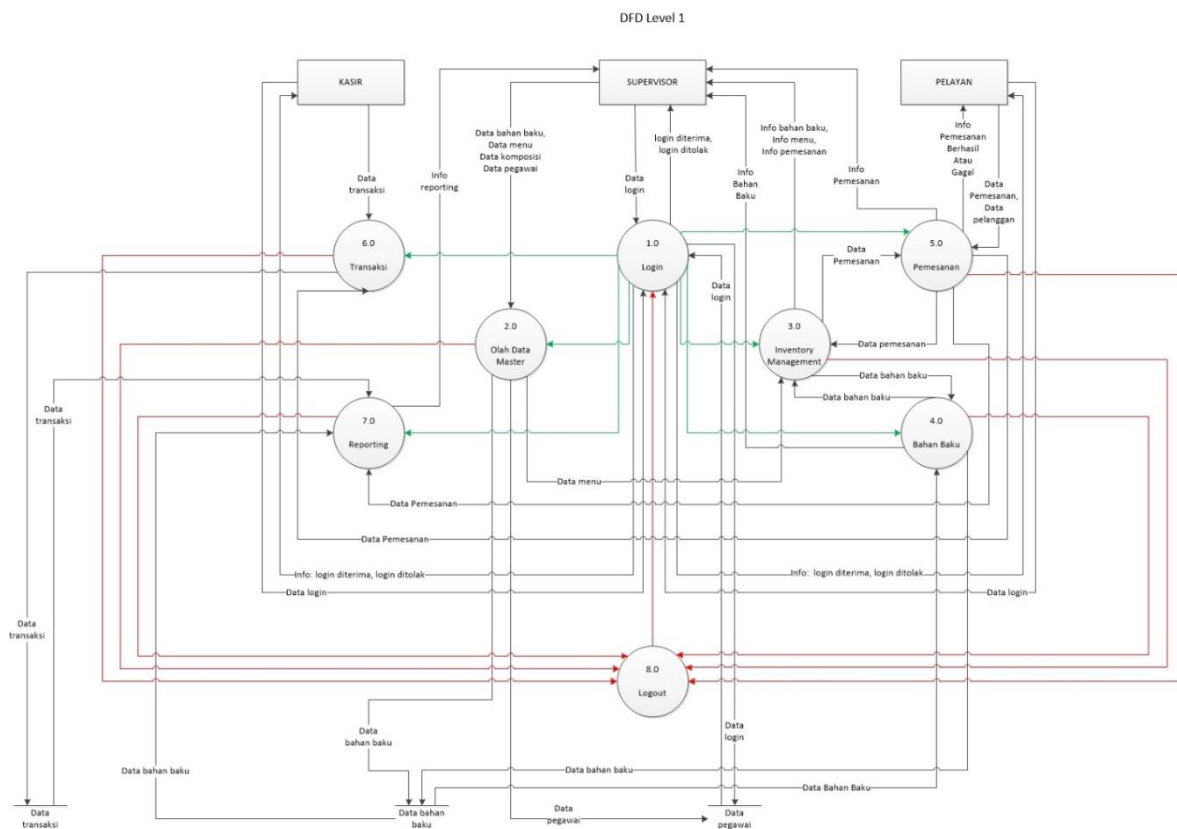 DFD Level 1
KASIR
SUPERVISOR
PELAYAN
Data bahan baku,
Data menu
Data komposisi
Data pegawai
login diterima,
login ditolak
Info bahan baku,
Info menu,
Info pemesanan
Info
Pemesanan
Berhasil
Atau
Gagal
Data
transaksi
Info
reporting
Data
login
Info
Bahan
Baku
Info
Pemesanan
Data
Pemesanan,
Data
pelanggan
6.0
Transaksi
1.0
Login
5.0
Pemesanan
Data
Pemesanan
Data
login
2.0
Olah Data
Master
3.0
Inventory
Management
Data pemesanan
Data bahan baku
Data bahan baku
Data
transaksi
Data
transaksi
7.0
Reporting
4.0
Bahan Baku
Data menu
Data Pemesanan
Data Pemesanan
Info: login diterima, login ditolak
Info: login diterima, login ditolak
Data login
Data login
Data
transaksi
8.0
Logout
Data
bahan baku
Data
login
Data bahan baku
Data bahan baku
Data Bahan Baku
Data
transaksi
Data bahan
baku
Data
pegawai
Data
pegawai